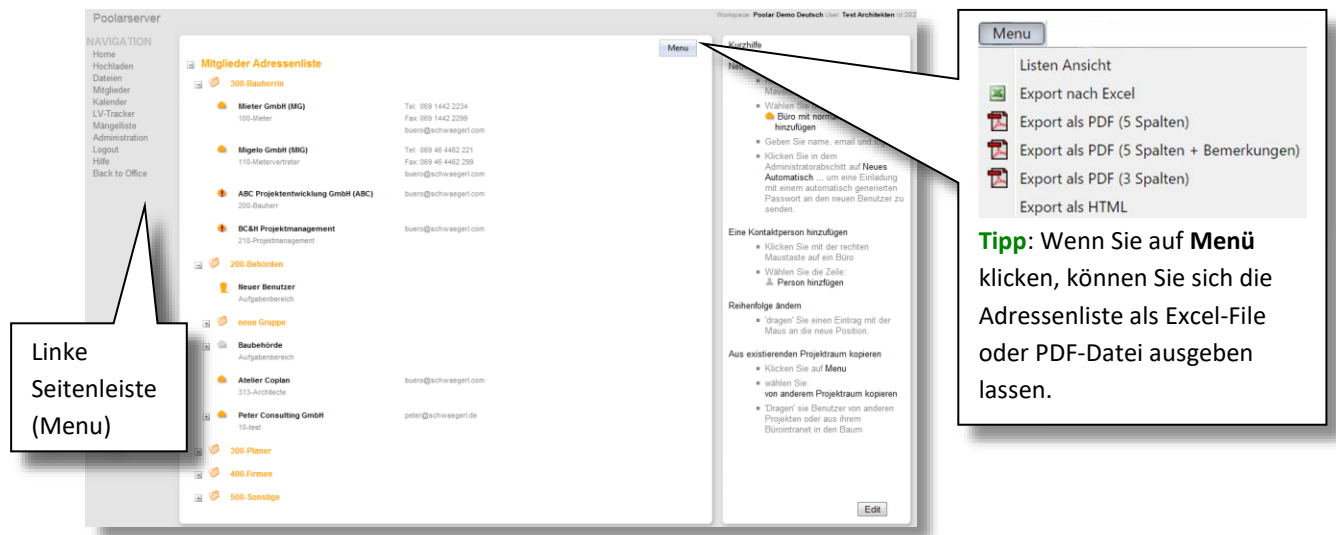 Poolarserver
Workspace: Poolar Demo Deutsch User: Test Architekten id:202
NAVIGATION
Home
Hochladen
Dateien
Mitglieder
Kalender
LV-Tracker
Mängelliste
Administration
Logout
Hilfe
Back to Office
Menu
Mitglieder Adressenliste
300-Bauherrin
Mieter GmbH (MG)
100-Mieter
Tel: 069 1442 2234
Fax: 069 1442 2299
buero@schwaegerl.com
Migelo GmbH (MIG)
110-Mietervertreter
Tel: 069 46 4462 221
Fax: 069 46 4462 299
buero@schwaegerl.com
ABC Projektentwicklung GmbH (ABC)
buero@schwaegerl.com
200-Bauherr
BC&H Projektmanagement
buero@schwaegerl.com
210-Projektmanagement
200-Behörden
Neuer Benutzer
Aufgabenbereich
neue Gruppe
Baubehörde
Aufgabenbereich
Atelier Coplan
buero@schwaegerl.com
313-Architecte
Peter Consulting GmbH
peter@schwaegerl.de
10-test
300-Planer
400-Firmen
500-Sonstige
Kurzhilfe
Wählen Sie
Büro mit
hinzufügen
Geben Sie name, email und
Klicken Sie in dem
Administratorabschitt auf Neues
Automatisch ... um eine Einladung
mit einem automatisch generierten
Passwort an den neuen Benutzer zu
senden.
Eine Kontaktperson hinzufügen
Klicken Sie mit der rechten
Maustaste auf ein Büro
Wählen Sie die Zeile:
Person hinzfügen
Reihenfolge ändern
'dragen' Sie einen Eintrag mit der
Maus an die neue Position.
Aus existierenden Projektraum kopieren
Klicken Sie auf Menu
wählen Sie:
von anderem Projektraum kopieren
'Dragen' sie Benutzer von anderen
Projekten oder aus ihrem
Bürointranet in den Baum
Edit
Linke
Seitenleiste
(Menu)
Menu
Listen Ansicht
Export nach Excel
Export als PDF (5 Spalten)
Export als PDF (5 Spalten + Bemerkungen)
Export als PDF (3 Spalten)
Export als HTML
Tipp: Wenn Sie auf Menü
klicken, können Sie sich die
Adressenliste als Excel-File
oder PDF-Datei ausgeben
lassen.